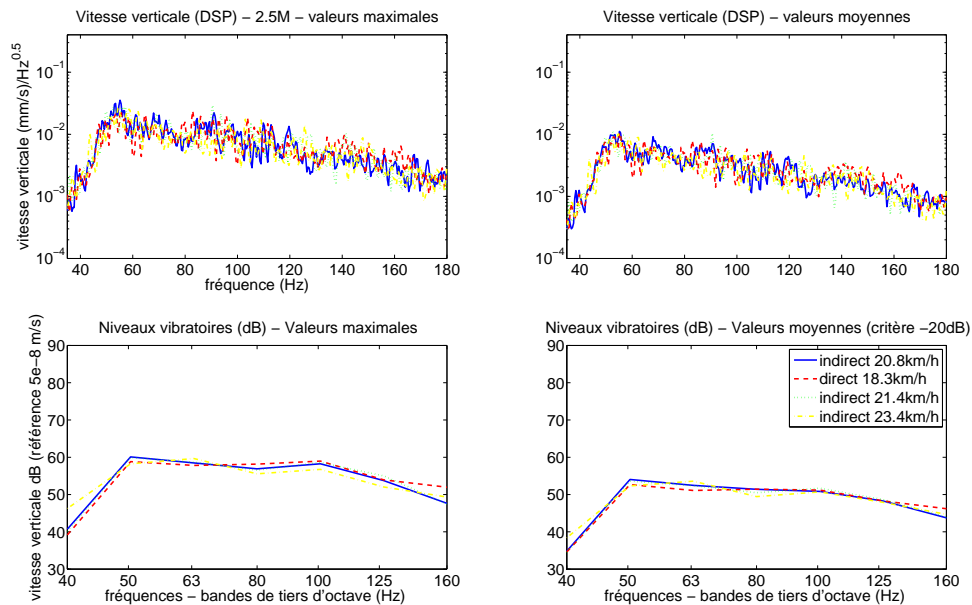 Vitesse verticale (DSP) − 2.5M − valeurs maximales
vitesse verticale (mm/s)/Hz^0.5
10^−1
10^−2
10^−3
10^−4
40 60 80 100 120 140 160 180
fréquence (Hz)
Vitesse verticale (DSP) − valeurs moyennes
10^−1
10^−2
10^−3
10^−4
40 60 80 100 120 140 160 180
Niveaux vibratoires (dB) − Valeurs maximales
vitesse verticale dB (référence 5e−8 m/s)
90
80
70
60
50
40
30
40 50 63 80 100 125 160
fréquences − bandes de tiers d'octave (Hz)
Niveaux vibratoires (dB) − Valeurs moyennes (critère −20dB)
90
80
70
60
50
40
30
indirect 20.8km/h
direct 18.3km/h
indirect 21.4km/h
indirect 23.4km/h
40 50 63 80 100 125 160
fréquences − bandes de tiers d'octave (Hz)